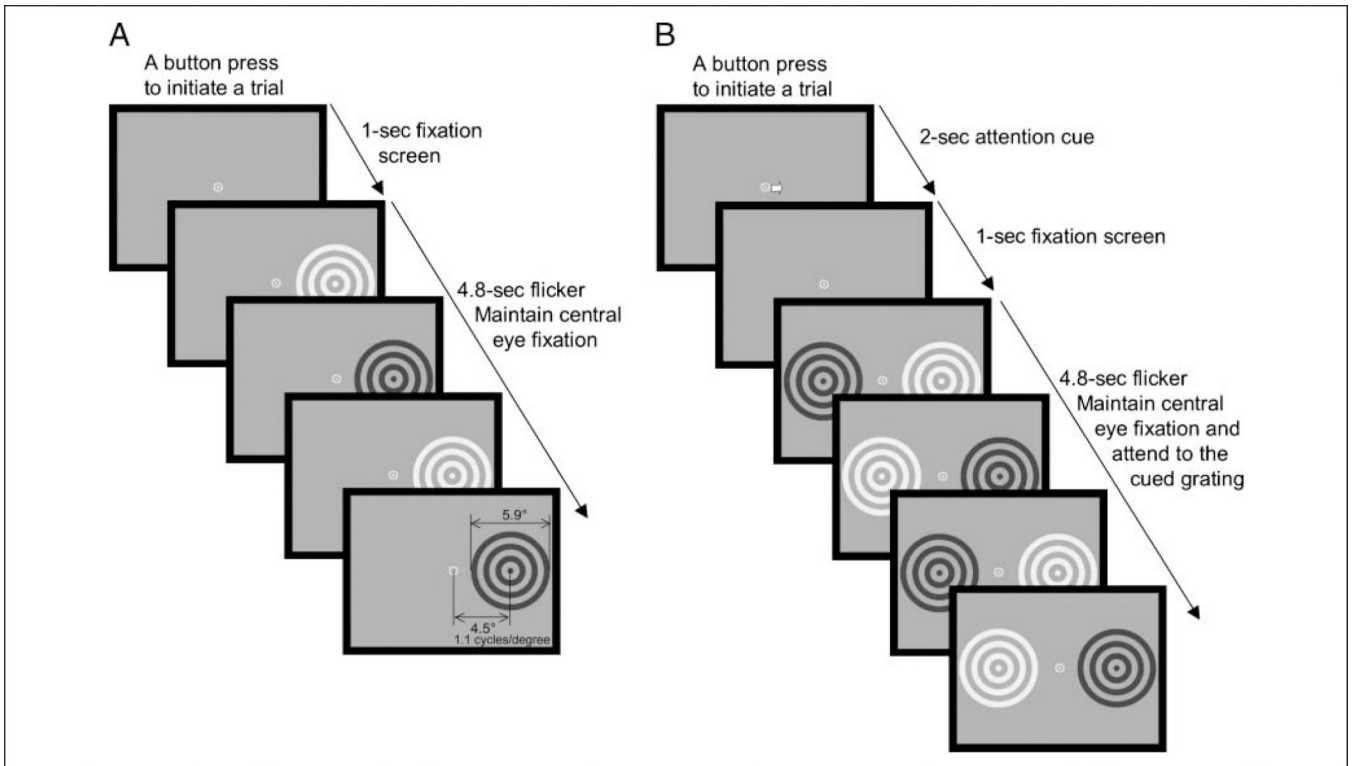 A
A button press
to initiate a trial
1-sec fixation
screen
4.8-sec flicker
Maintain central
eye fixation
5.9°
4.5°
1.1 cycles/degree
B
A button press
to initiate a trial
2-sec attention cue
1-sec fixation screen
4.8-sec flicker
Maintain central
eye fixation and
attend to the
cued grating